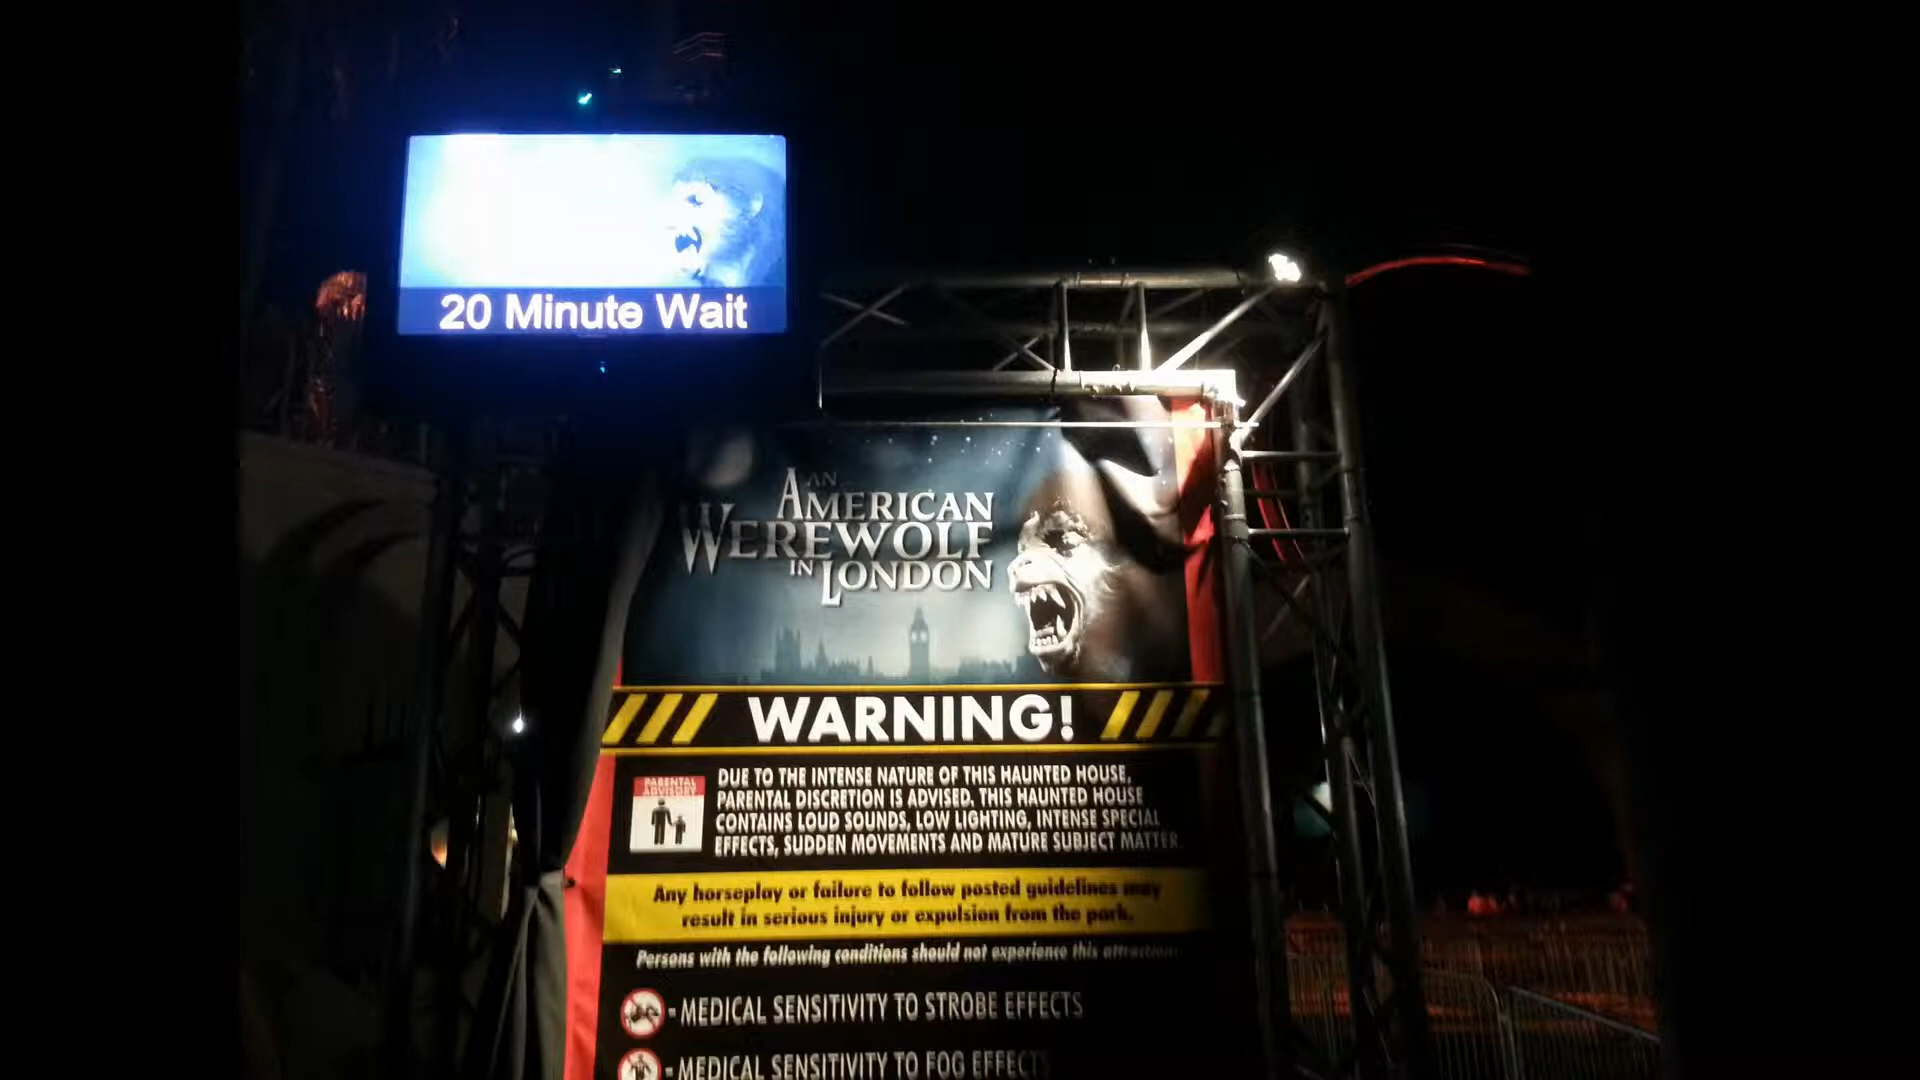 20 Minute Wait
AN
AMERICAN
WEREWOLF
IN LONDON
WARNING!
PARENTAL
ADVISORY
DUE TO THE INTENSE NATURE OF THIS HAUNTED HOUSE,
PARENTAL DISCRETION IS ADVISED. THIS HAUNTED HOUSE
CONTAINS LOUD SOUNDS, LOW LIGHTING, INTENSE SPECIAL
EFFECTS, SUDDEN MOVEMENTS AND MATURE SUBJECT MATTER.
Any horseplay or failure to follow posted guidelines may
result in serious injury or expulsion from the park.
Persons with the following conditions should not experience this attraction:
- MEDICAL SENSITIVITY TO STROBE EFFECTS
- MEDICAL SENSITIVITY TO FOG EFFECTS